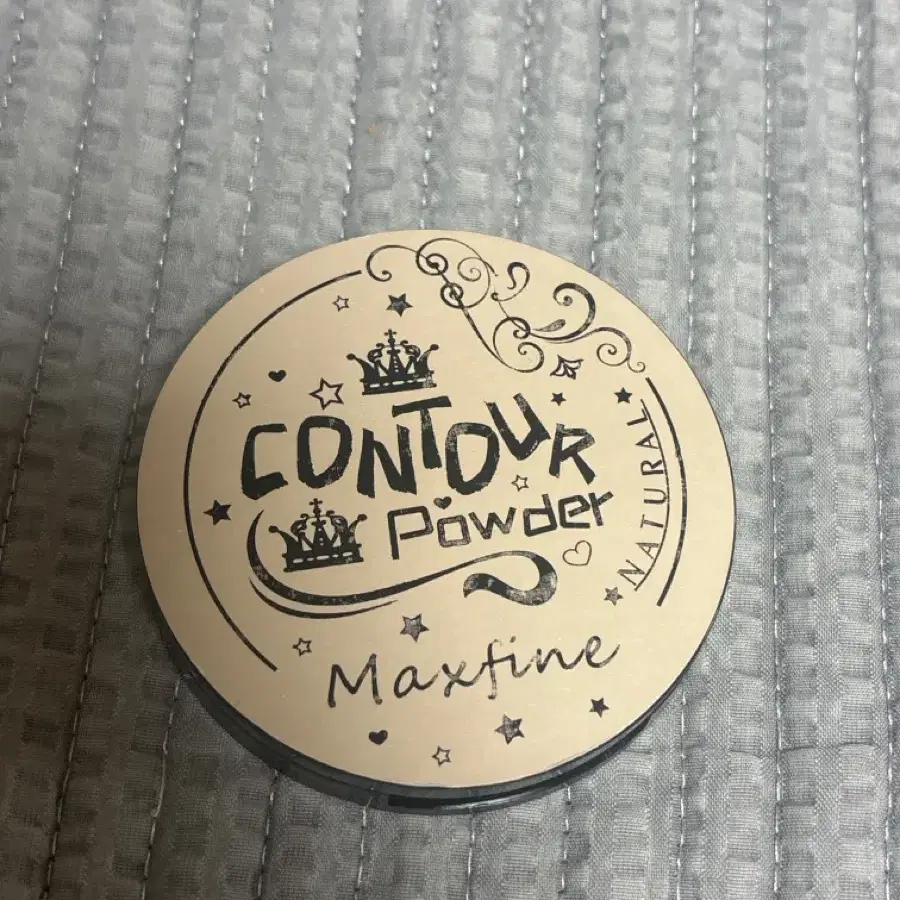 CONTOUR
Powder
NATURAL
Maxfine